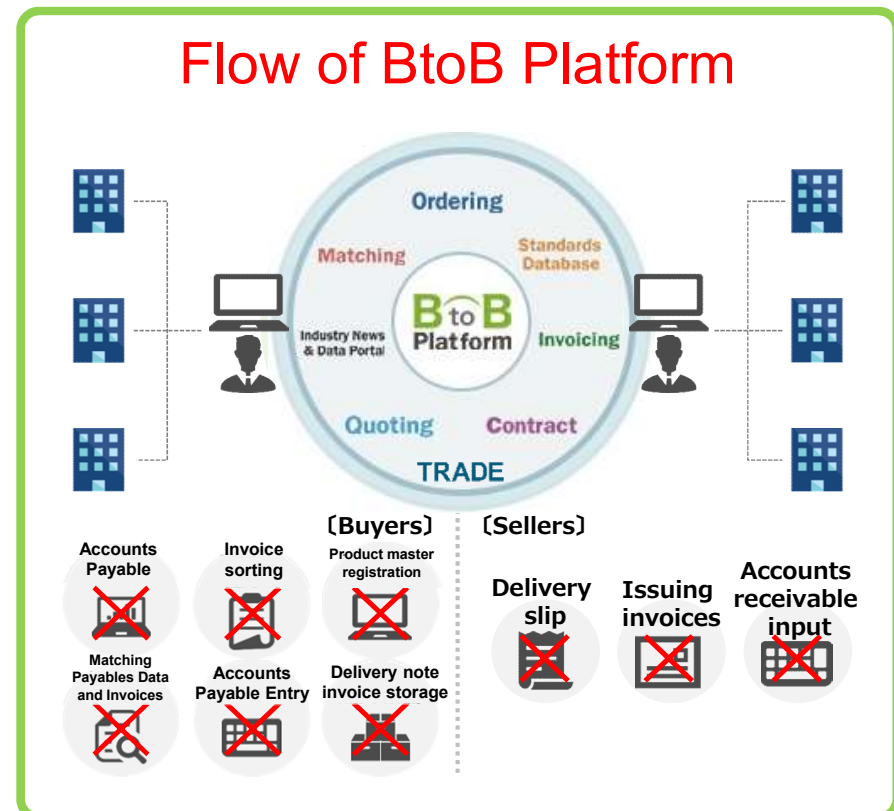 Flow of BtoB Platform
Ordering
Matching
Standards
Database
B to B
Platform
Industry News
& Data Portal
Invoicing
Quoting
Contract
TRADE
〔Buyers〕
〔Sellers〕
Accounts
Payable
Invoice
sorting
Product master
registration
Matching
Payables Data
and Invoices
Accounts
Payable Entry
Delivery note
invoice storage
Delivery
slip
Issuing
invoices
Accounts
receivable
input